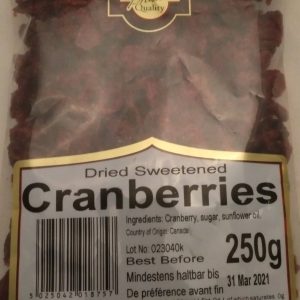 Quality
Dried Sweetened
Cranberries
Ingredients: Cranberry, sugar, sunflower oil.
Country of Origin: Canada
Lot No: 023040k
250g
Best Before
Mindestens haltbar bis
31 Mar 2021
De préférence avant fin
5025042018757